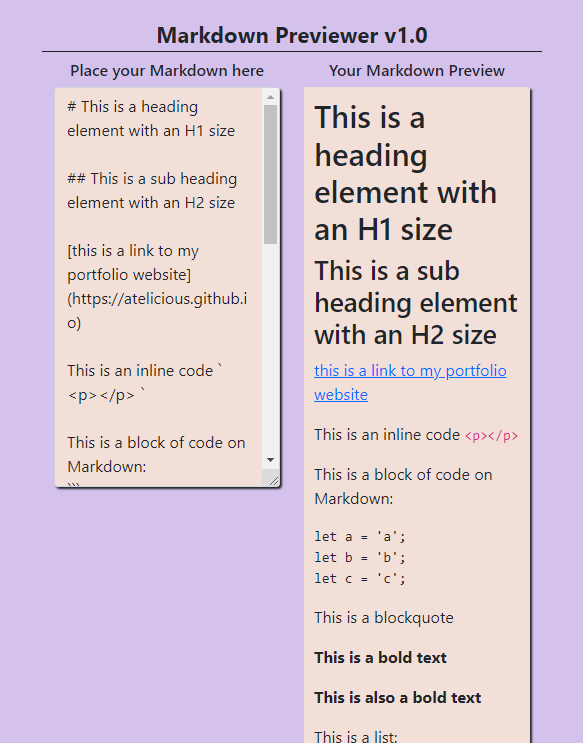 Markdown Previewer v1.0
Place your Markdown here
# This is a heading
element with an H1 size
## This is a sub heading
element with an H2 size
[this is a link to my
portfolio website]
(https://atelicious.github.i
o)
This is an inline code `
<p></p> `
This is a block of code on
Markdown:
```
Your Markdown Preview
This is a
heading
element with
an H1 size
This is a sub
heading element
with an H2 size
this is a link to my portfolio
website
This is an inline code <p></p>
This is a block of code on
Markdown:
let a = 'a';
let b = 'b';
let c = 'c';
This is a blockquote
This is a bold text
This is also a bold text
This is a list: